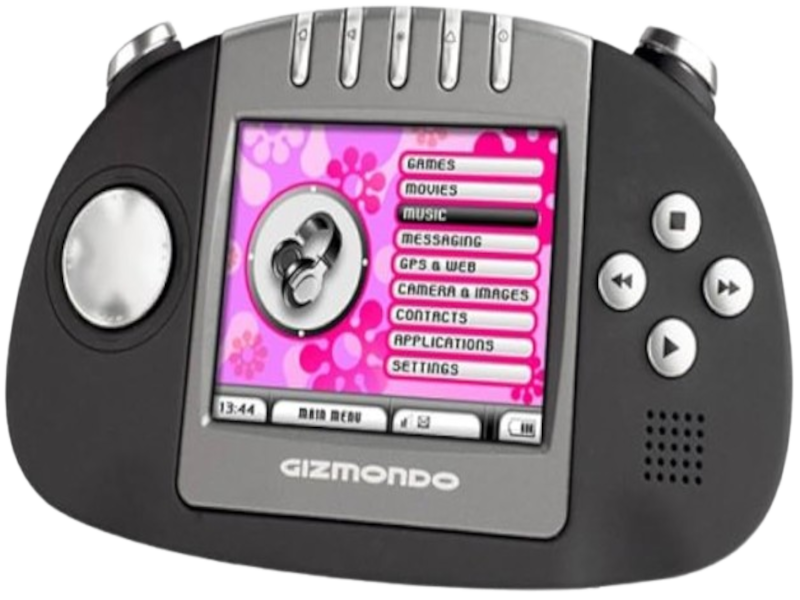 GAMES
MOVIES
MUSIC
MESSAGING
GPS & WEB
CAMERA & IMAGES
CONTACTS
APPLICATIONS
SETTINGS
13:44 MAIN MENU
GIZMONDO